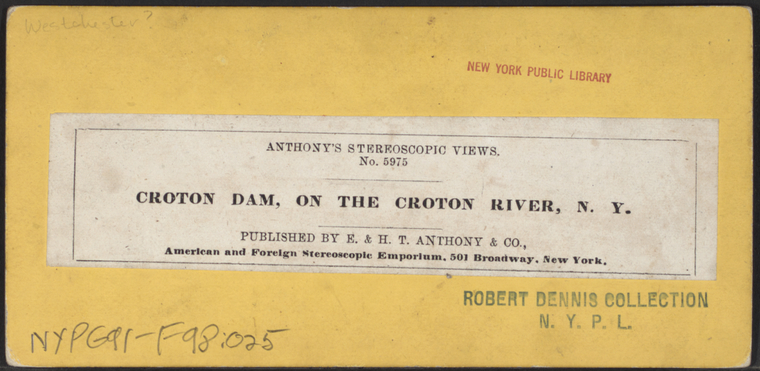 Westchester?
NEW YORK PUBLIC LIBRARY
ANTHONY'S STEREOSCOPIC VIEWS.
No. 5975
CROTON DAM, ON THE CROTON RIVER, N. Y.
PUBLISHED BY E. & H. T. ANTHONY & CO.,
American and Foreign Stereoscopic Emporium, 501 Broadway, New York.
ROBERT DENNIS COLLECTION
N. Y. P. L.
NYPG91-F98:025